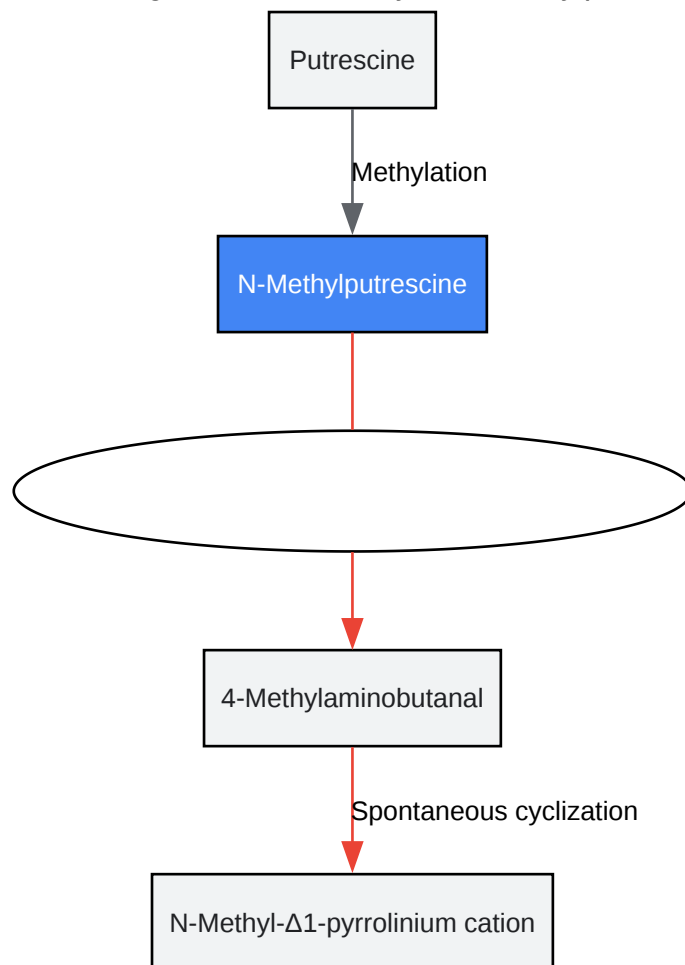 Putrescine
Methylation
N-Methylputrescine
4-Methylaminobutanal
Spontaneous cyclization
N-Methyl-Δ1-pyrrolinium cation